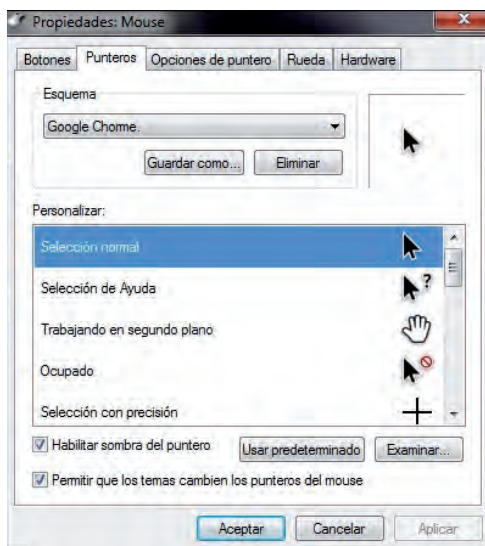 Propiedades: Mouse
Botones Punteros Opciones de puntero Rueda Hardware
Esquema
Google Chorme.
Guardar como... Eliminar
Personalizar:
Selección normal
Selección de Ayuda
Trabajando en segundo plano
Ocupado
Selección con precisión
Habilitar sombra del puntero Usar predeterminado Examinar...
Permitir que los temas cambien los punteros del mouse
Aceptar Cancelar Aplicar